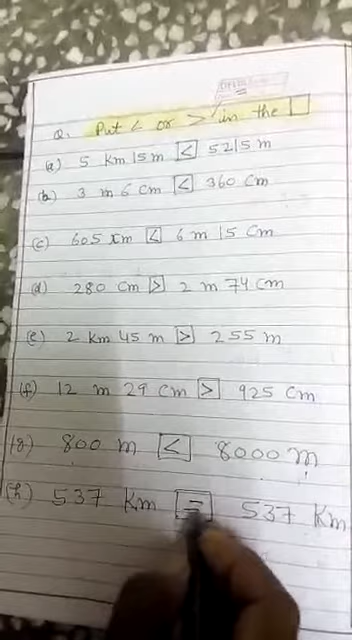 Q. Put < or > in the □
(a) 5 Km 15 m < 5215 m
(b) 3 m 6 cm < 360 cm
(c) 605 cm < 6 m 15 cm
(d) 280 cm > 2 m 74 cm
(e) 2 km 45 m > 255 m
(f) 12 m 29 cm > 925 cm
(g) 800 m < 8000 m
(h) 537 Km = 537 Km